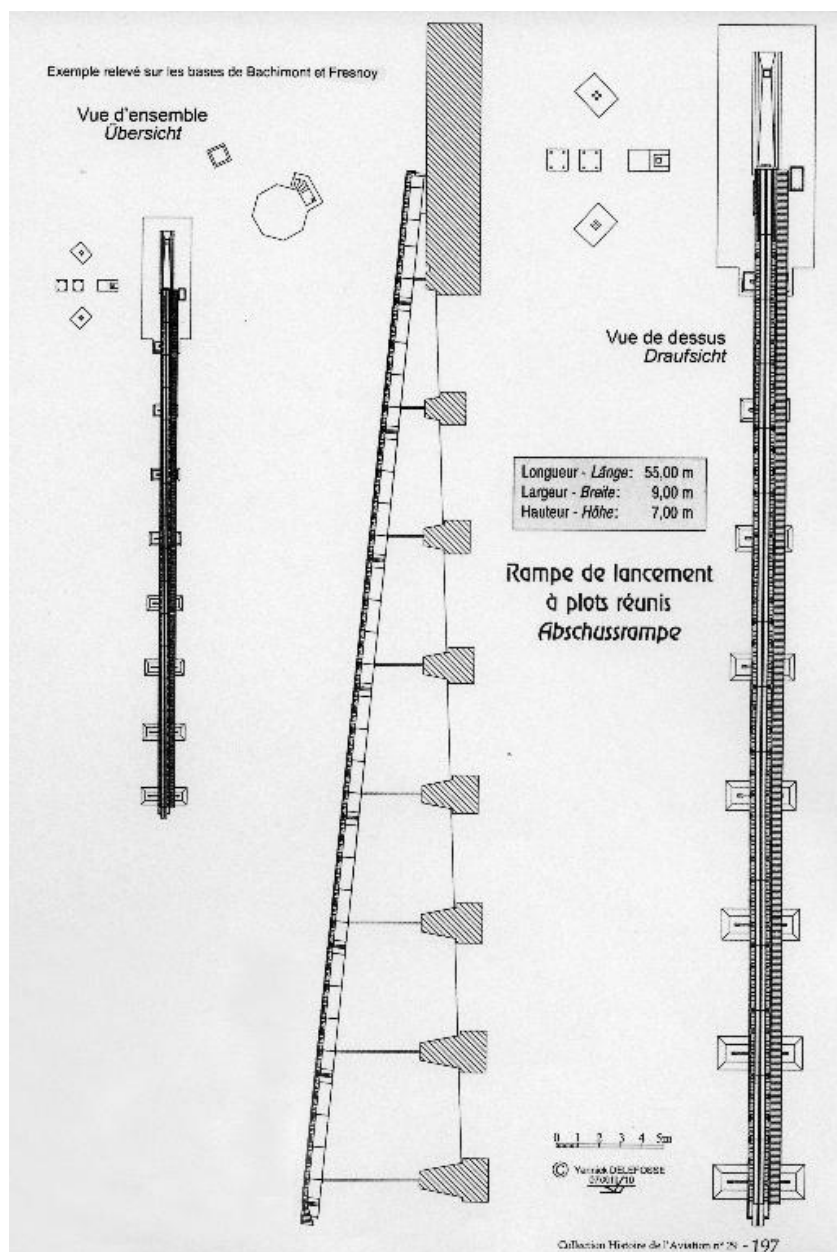 Exemple relevé sur les bases de Bachimont et Fresnoy
Vue d'ensemble
Übersicht
Vue de dessus
Draufsicht
Longueur - Länge: 55,00 m
Largeur - Breite: 9,00 m
Hauteur - Höhe: 7,00 m
Rampe de lancement
à plots réunis
Abschussrampe
0 1 2 3 4 5m
© Yannick DELEFOSSE
Collection Histoire de l'Aviation n° 29 - 197